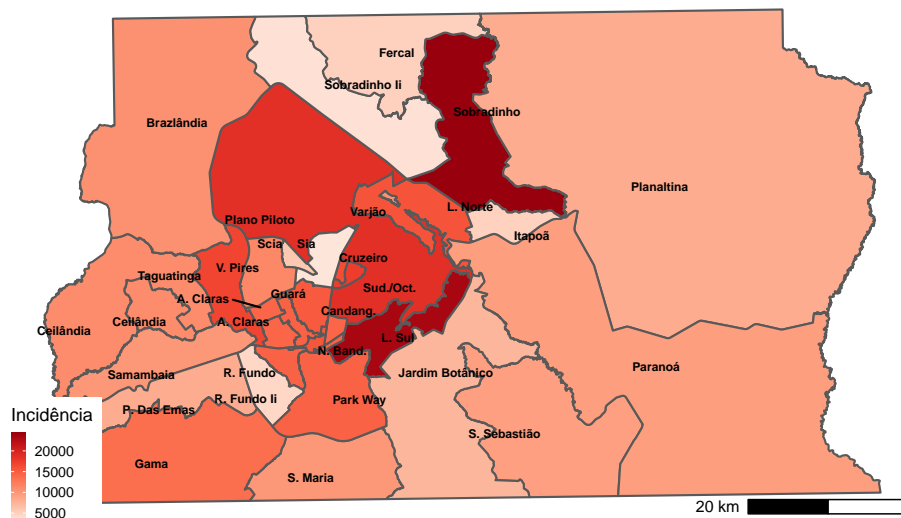 Fercal
Sobradinho Ii
Sobradinho
Brazlândia
Planaltina
L. Norte
Varjão
Plano Piloto
Itapoã
Scia
Sia
Cruzeiro
V. Pires
Taguatinga
Sud./Oct.
Guará
A. Claras
Candang.
A. Claras
Ceilândia
Ceilândia
L. Sul
N. Band.
Paranoá
Jardim Botânico
R. Fundo
Samambaia
R. Fundo Ii
Park Way
P. Das Emas
S. Sebastião
Gama
S. Maria
Incidência
20000
10000
5000
20 km